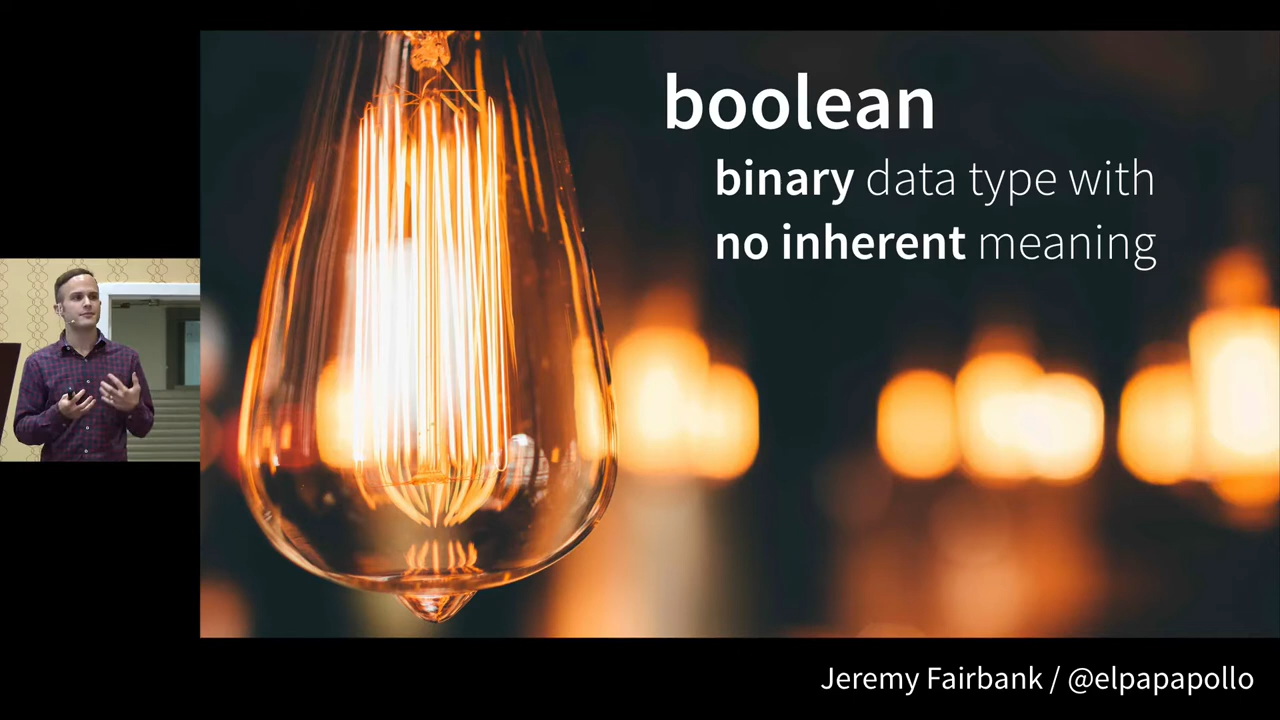 boolean
binary data type with
no inherent meaning
Jeremy Fairbank / @elpapapollo